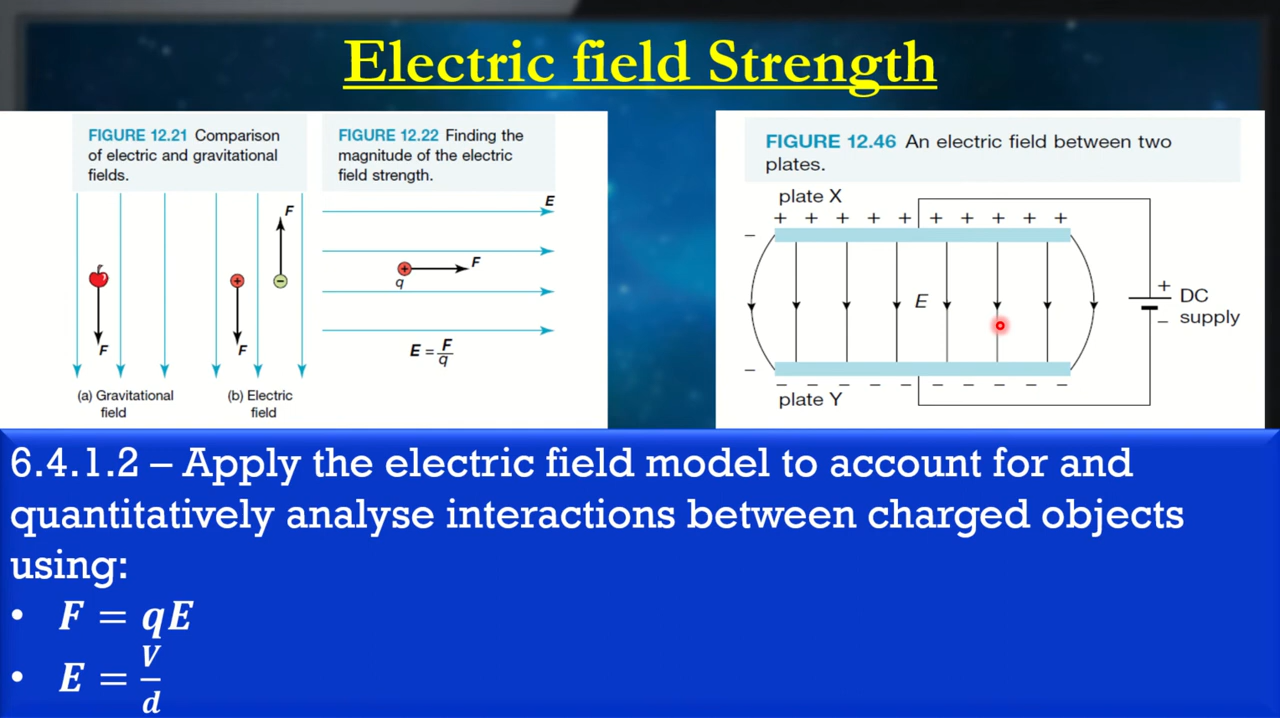 Electric field Strength
FIGURE 12.21 Comparison
of electric and gravitational
fields.
F
(a) Gravitational
field
+
F
F
−
(b) Electric
field
FIGURE 12.22 Finding the
magnitude of the electric
field strength.
E
+
q
F
E = F/q
FIGURE 12.46 An electric field between two
plates.
plate X
+ + + + + + + + + +
−
E
+
DC
supply
−
−
− − − − − − − − − −
plate Y
6.4.1.2 – Apply the electric field model to account for and
quantitatively analyse interactions between charged objects
using:
• F = qE
• E = V/d